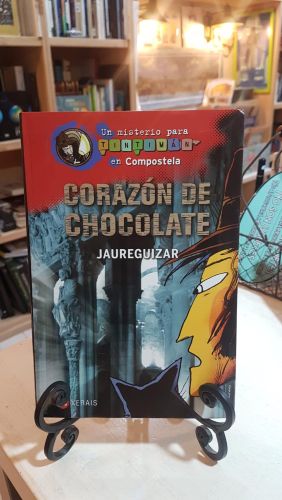 Un misterio para
TINTIVÁN
en Compostela
CORAZÓN DE
CHOCOLATE
JAUREGUIZAR
XERAIS